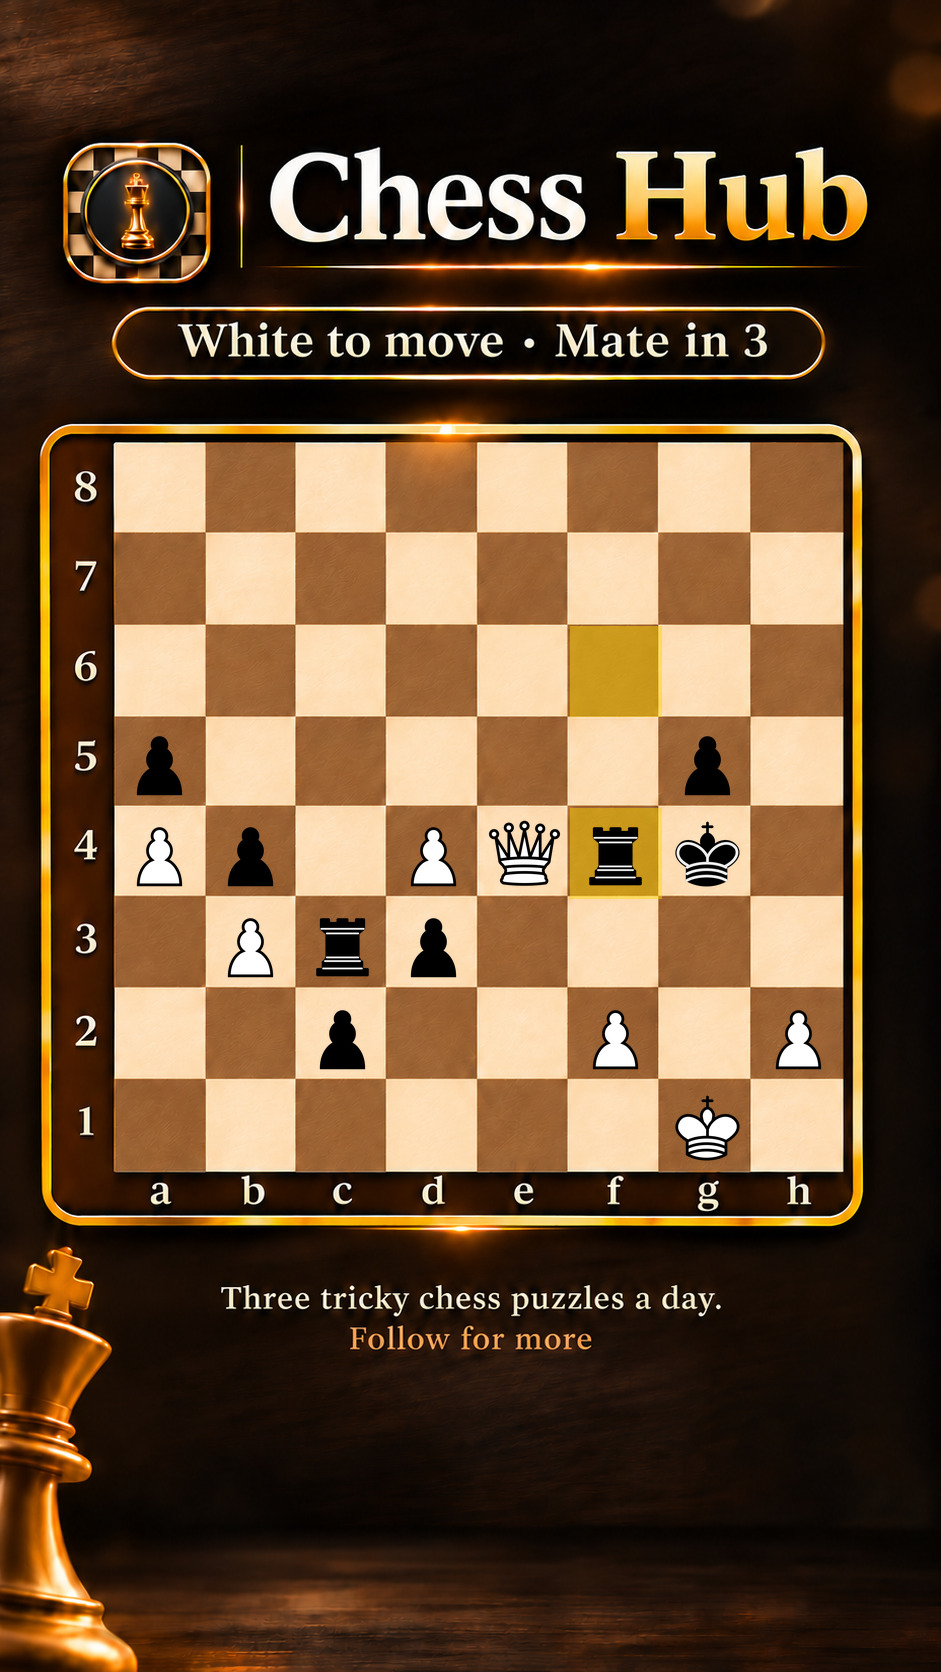 Chess Hub
White to move • Mate in 3
8
7
6
5
4
3
2
1
a b c d e f g h
Three tricky chess puzzles a day.
Follow for more